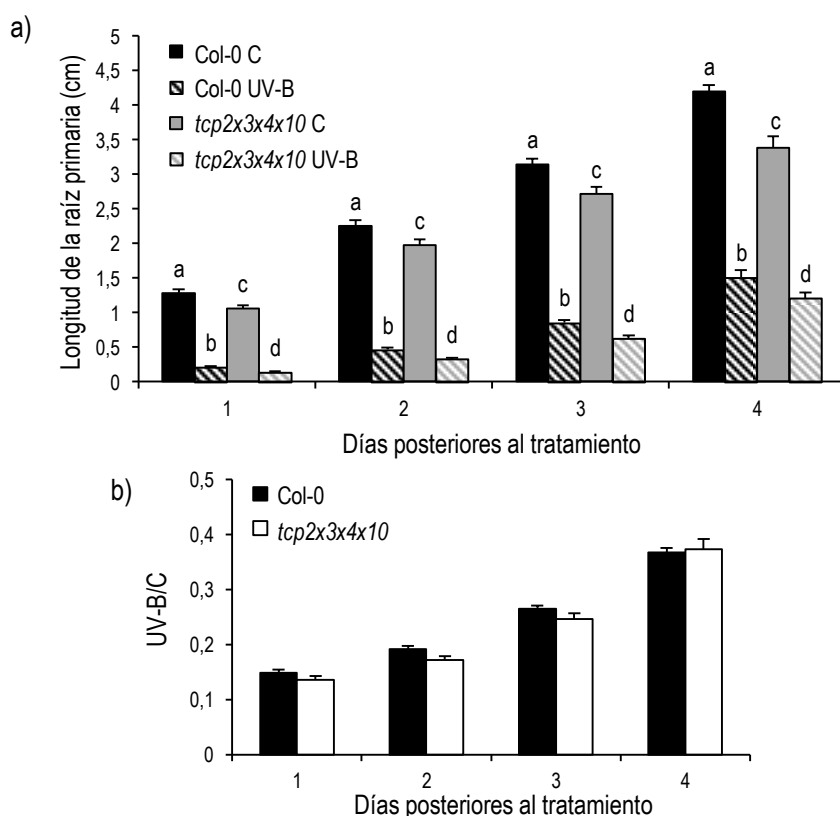 a)
Longitud de la raíz primaria (cm)
5
4,5
4
3,5
3
2,5
2
1,5
1
0,5
0
Col-0 C
Col-0 UV-B
tcp2x3x4x10 C
tcp2x3x4x10 UV-B
a b c d
a b c d
a b c d
a b c d
1 2 3 4
Días posteriores al tratamiento
b)
UV-B/C
0,5
0,4
0,3
0,2
0,1
0
Col-0
tcp2x3x4x10
1 2 3 4
Días posteriores al tratamiento